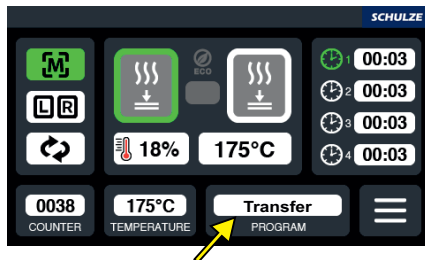 SCHULZE
M
L R
ECO
18%
175°C
1 00:03
2 00:03
3 00:03
4 00:03
0038
COUNTER
175°C
TEMPERATURE
Transfer
PROGRAM